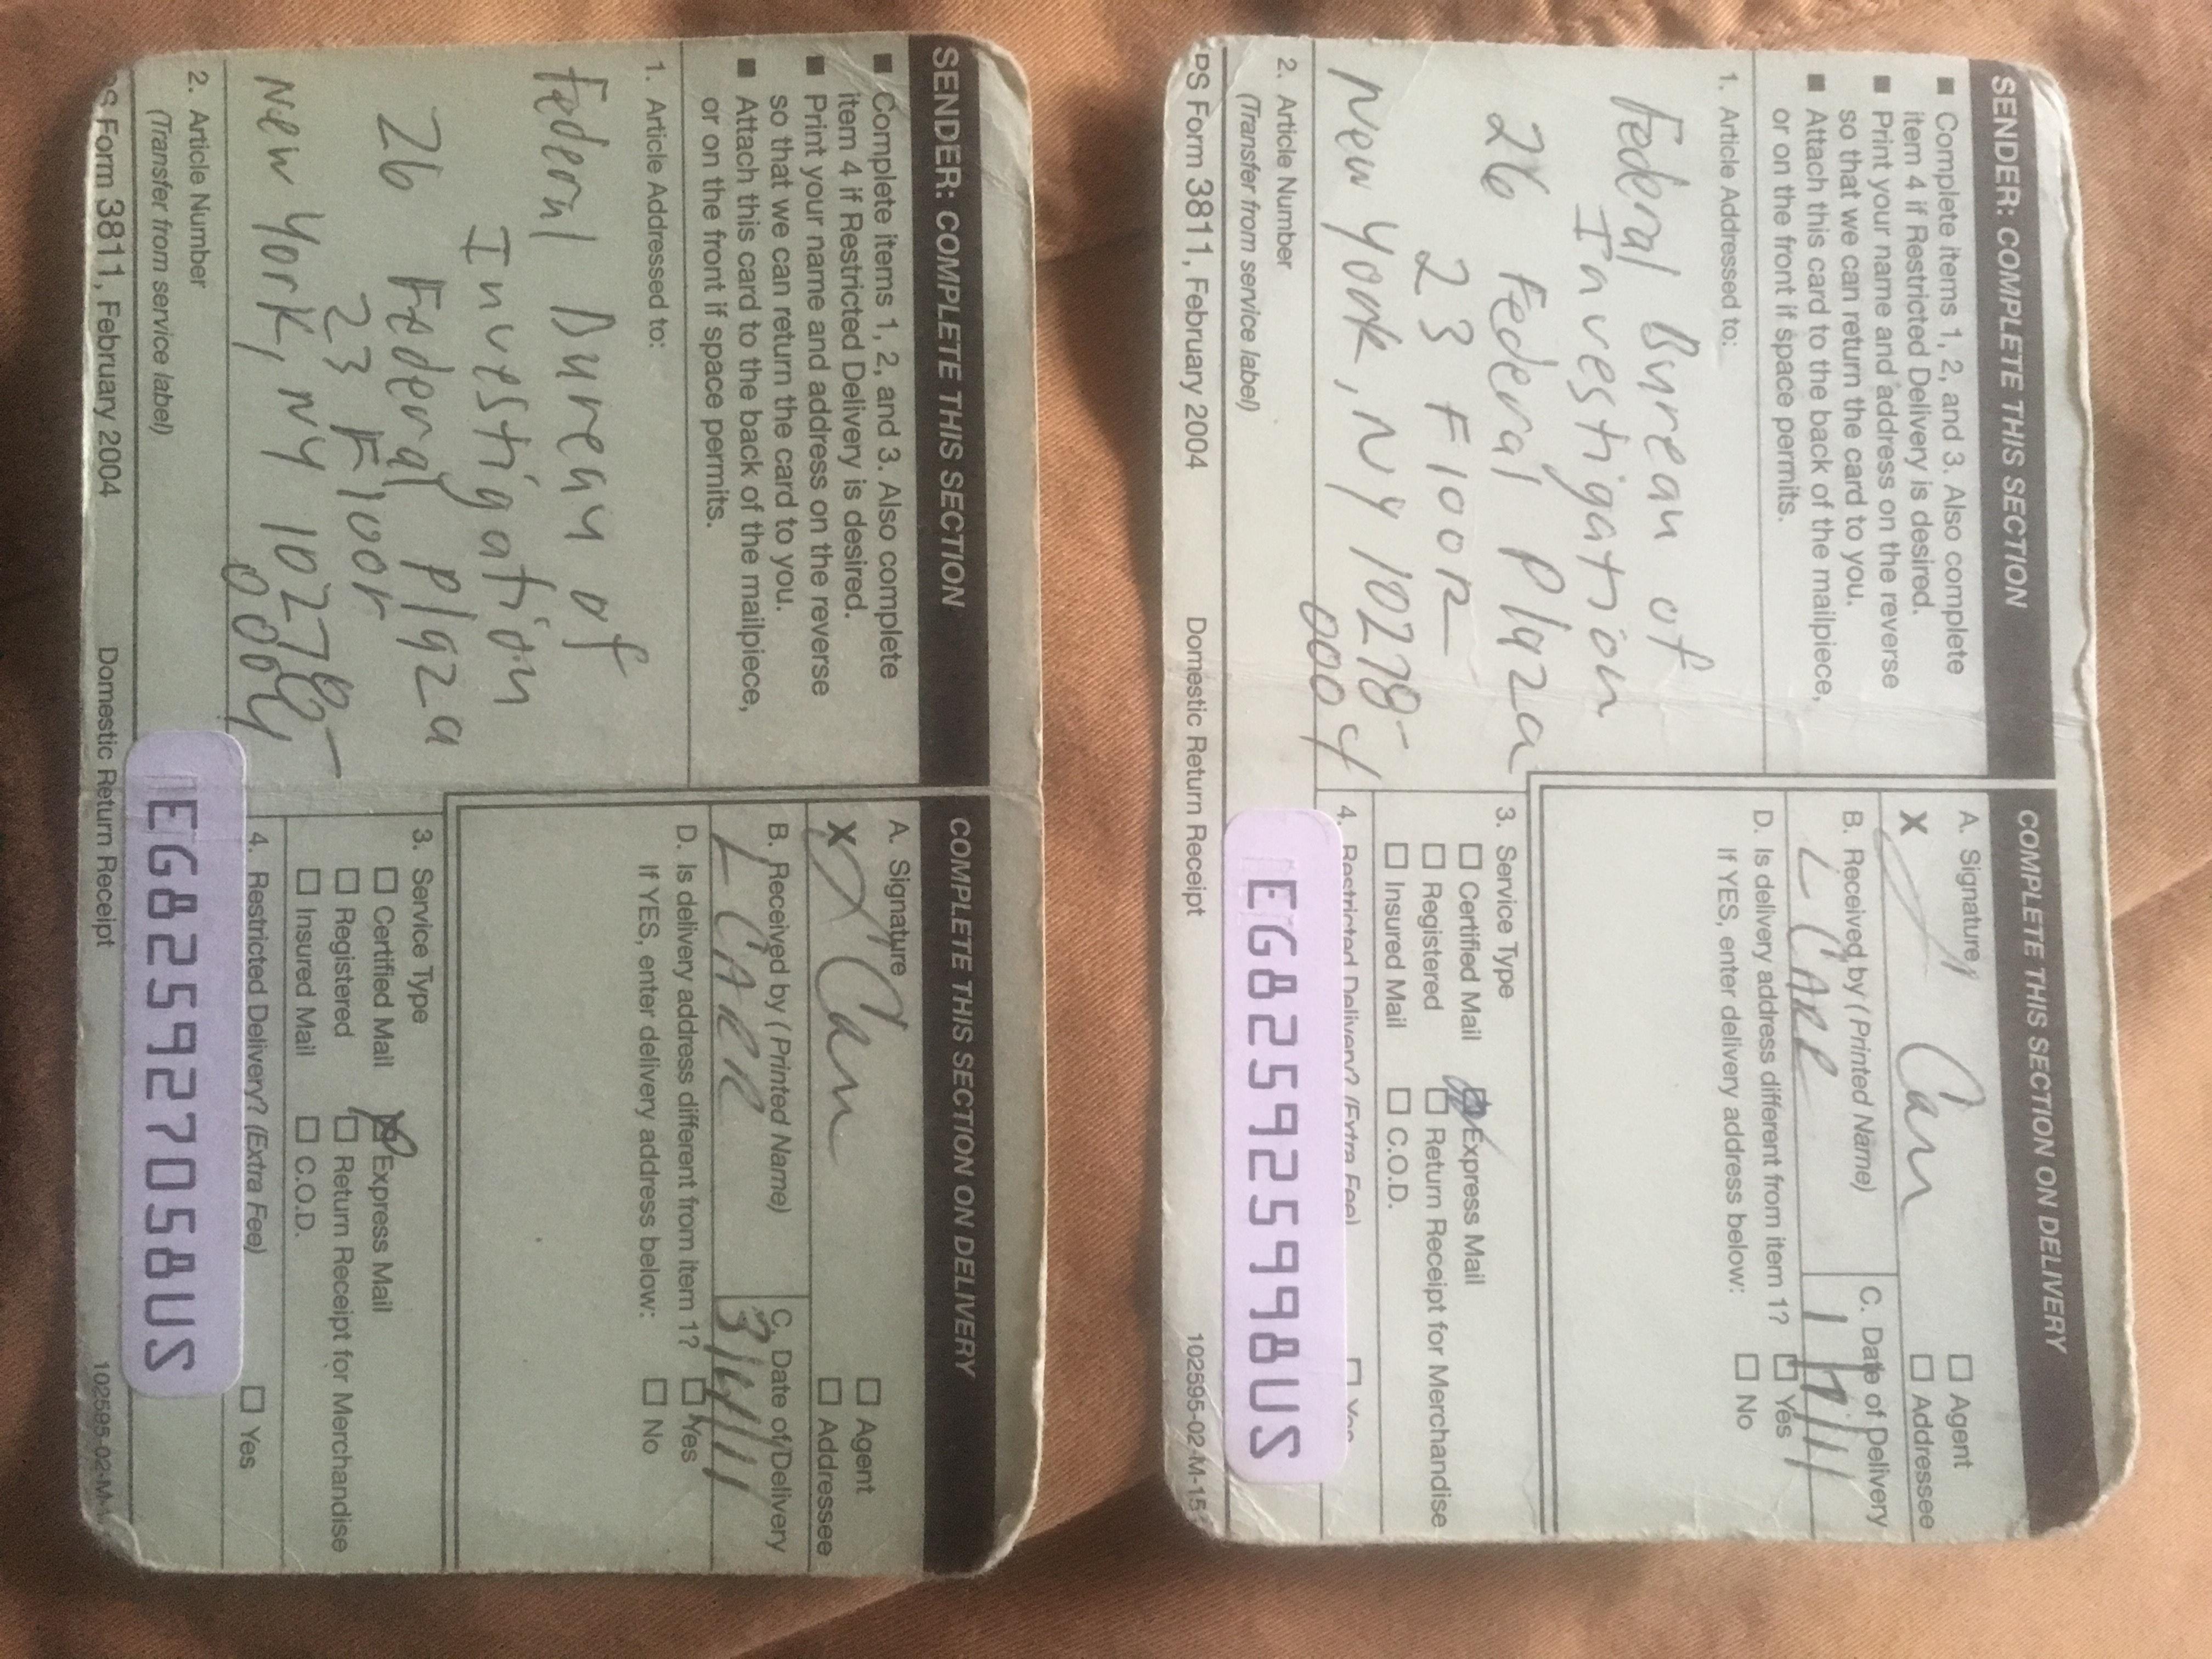 SENDER: COMPLETE THIS SECTION
■ Complete items 1, 2, and 3. Also complete
item 4 if Restricted Delivery is desired.
■ Print your name and address on the reverse
so that we can return the card to you.
■ Attach this card to the back of the mailpiece,
or on the front if space permits.
1. Article Addressed to:
Federal Bureau of
Investigation
26 Federal Plaza
23 Floor
New York, NY 10278-
0004
2. Article Number
(Transfer from service label)
PS Form 3811, February 2004
Domestic Return Receipt
COMPLETE THIS SECTION ON DELIVERY
A. Signature
X
☐ Agent
☐ Addressee
B. Received by (Printed Name)
C. Date of Delivery
L CARR
D. Is delivery address different from item 1? ☐ Yes
If YES, enter delivery address below: ☐ No
3. Service Type
☐ Certified Mail ☒ Express Mail
☐ Registered ☐ Return Receipt for Merchandise
☐ Insured Mail ☐ C.O.D.
4. Restricted Delivery? (Extra Fee) ☐ Yes
EG825925998US
102595-02-M-15
SENDER: COMPLETE THIS SECTION
■ Complete items 1, 2, and 3. Also complete
item 4 if Restricted Delivery is desired.
■ Print your name and address on the reverse
so that we can return the card to you.
■ Attach this card to the back of the mailpiece,
or on the front if space permits.
1. Article Addressed to:
Federal Bureau of
Investigation
26 Federal Plaza
23 Floor
New York, NY 10278-
0004
2. Article Number
(Transfer from service label)
PS Form 3811, February 2004
Domestic Return Receipt
COMPLETE THIS SECTION ON DELIVERY
A. Signature
X
☐ Agent
☐ Addressee
B. Received by (Printed Name)
C. Date of Delivery
L CARR
3/4/11
D. Is delivery address different from item 1? ☐ Yes
If YES, enter delivery address below: ☐ No
3. Service Type
☐ Certified Mail ☒ Express Mail
☐ Registered ☐ Return Receipt for Merchandise
☐ Insured Mail ☐ C.O.D.
4. Restricted Delivery? (Extra Fee) ☐ Yes
EG825927058US
102595-02-M-